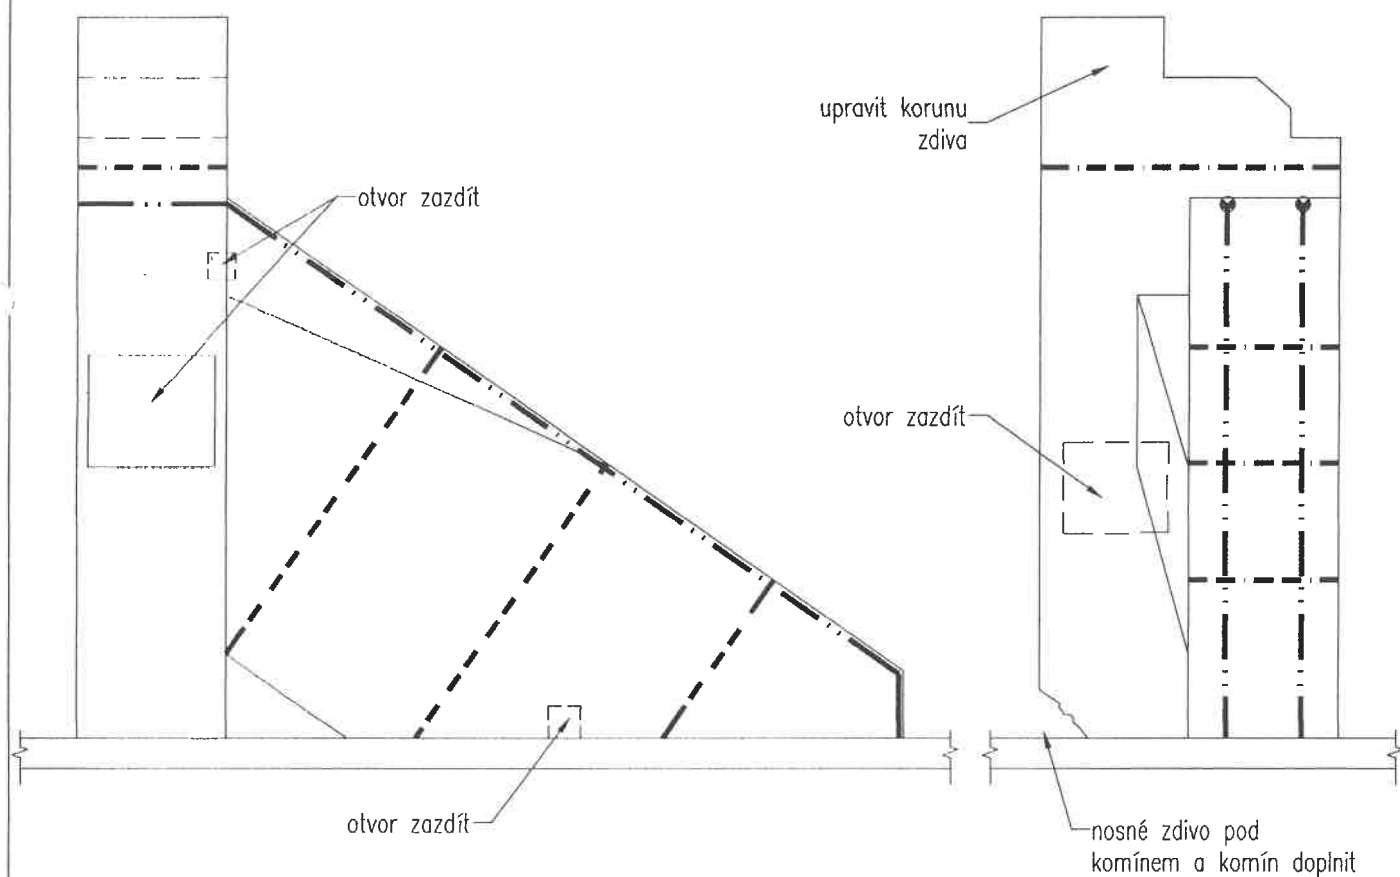 upravit korunu
zdiva
otvor zazdít
otvor zazdít
otvor zazdít
nosné zdivo pod
komínem a komín doplnit